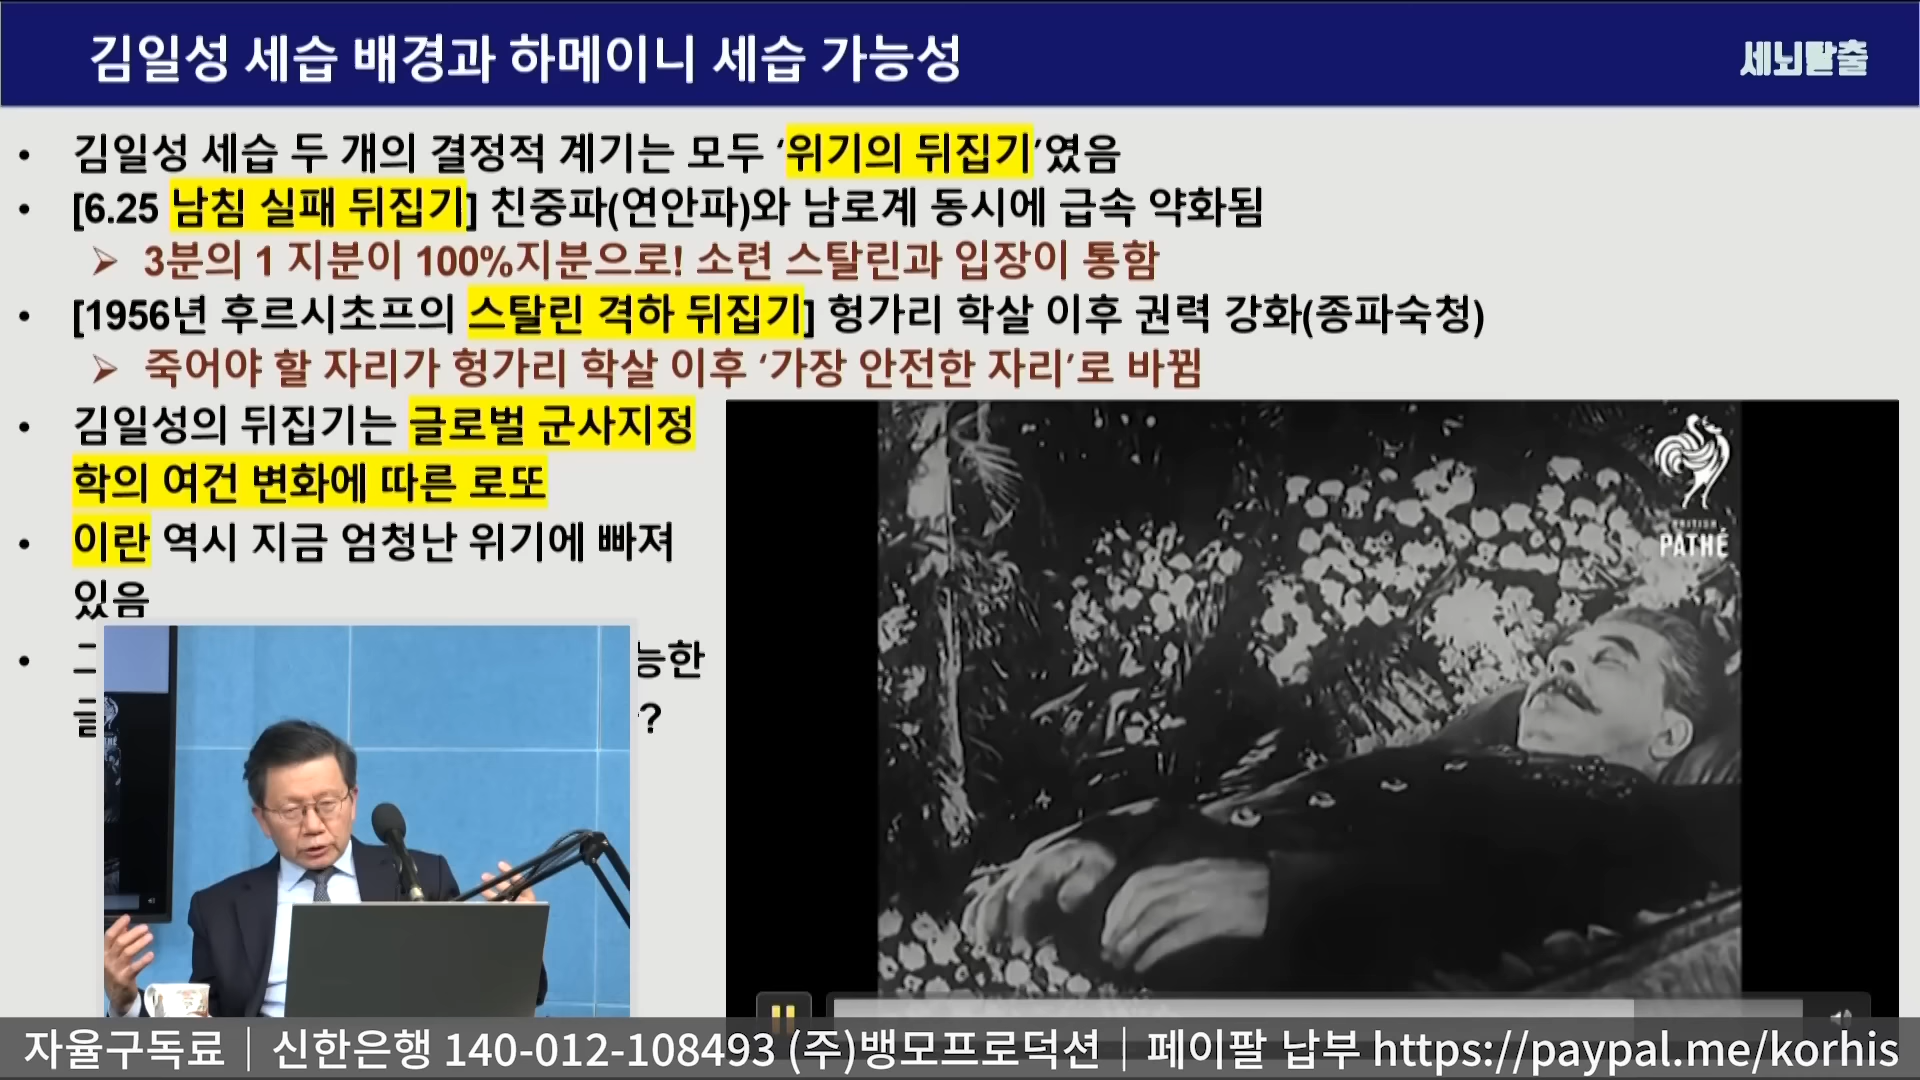 김일성 세습 배경과 하메이니 세습 가능성
세뇌탈출
• 김일성 세습 두 개의 결정적 계기는 모두 ‘위기의 뒤집기’였음
• [6.25 남침 실패 뒤집기] 친중파(연안파)와 남로계 동시에 급속 약화됨
➢ 3분의 1 지분이 100%지분으로! 소련 스탈린과 입장이 통함
• [1956년 후르시초프의 스탈린 격하 뒤집기] 헝가리 학살 이후 권력 강화(종파숙청)
➢ 죽어야 할 자리가 헝가리 학살 이후 ‘가장 안전한 자리’로 바뀜
• 김일성의 뒤집기는 글로벌 군사지정
학의 여건 변화에 따른 로또
• 이란 역시 지금 엄청난 위기에 빠져
있음
능한
?
BRITISH
PATHÉ
자율구독료｜신한은행 140-012-108493 (주)뱅모프로덕션｜페이팔 납부 https://paypal.me/korhis